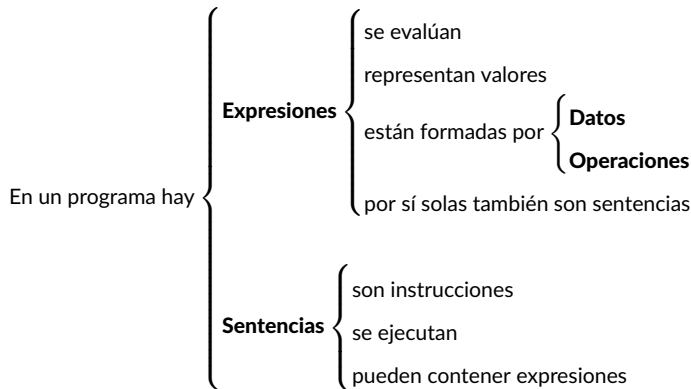 En un programa hay
Expresiones
se evalúan
representan valores
están formadas por
Datos
Operaciones
por sí solas también son sentencias
Sentencias
son instrucciones
se ejecutan
pueden contener expresiones